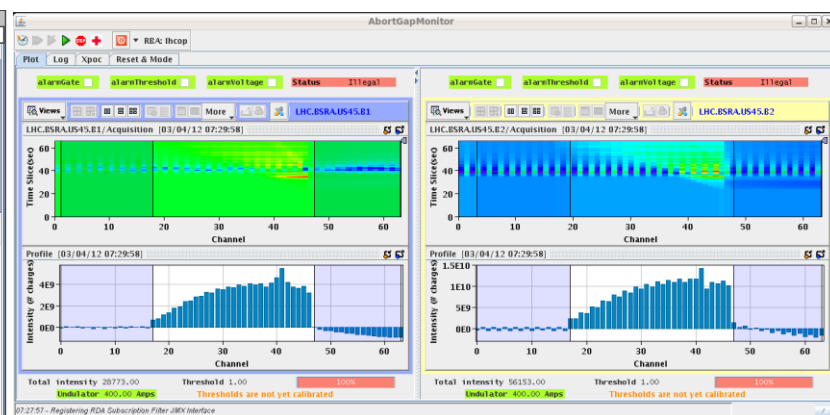 AbortGapMonitor
REA: lhcop
Plot Log Xpoc Reset & Mode
alarmGate alarmThreshold alarmVoltage Status Illegal
Views More LHC.BSRA.US45.B1
LHC.BSRA.US45.B1/Acquisition [03/04/12 07:29:58]
Time Slice(sec)
60
40
20
0
0 10 20 30 40 50 60
Channel
Profile [03/04/12 07:29:58]
Intensity (# charges)
4E9
2E9
0E0
0 10 20 30 40 50 60
Channel
Total intensity 28773.00 Threshold 1.00 100%
Undulator 400.00 Amps Thresholds are not yet calibrated
alarmGate alarmThreshold alarmVoltage Status Illegal
Views More LHC.BSRA.US45.B2
LHC.BSRA.US45.B2/Acquisition [03/04/12 07:29:58]
Time Slice(sec)
60
40
20
0
0 10 20 30 40 50 60
Channel
Profile [03/04/12 07:29:58]
Intensity (# charges)
1.5E10
1E10
5E9
0E0
0 10 20 30 40 50 60
Channel
Total intensity 56153.00 Threshold 1.00 100%
Undulator 400.00 Amps Thresholds are not yet calibrated
07:27:57 - Registering RDA Subscription Filter JMX Interface